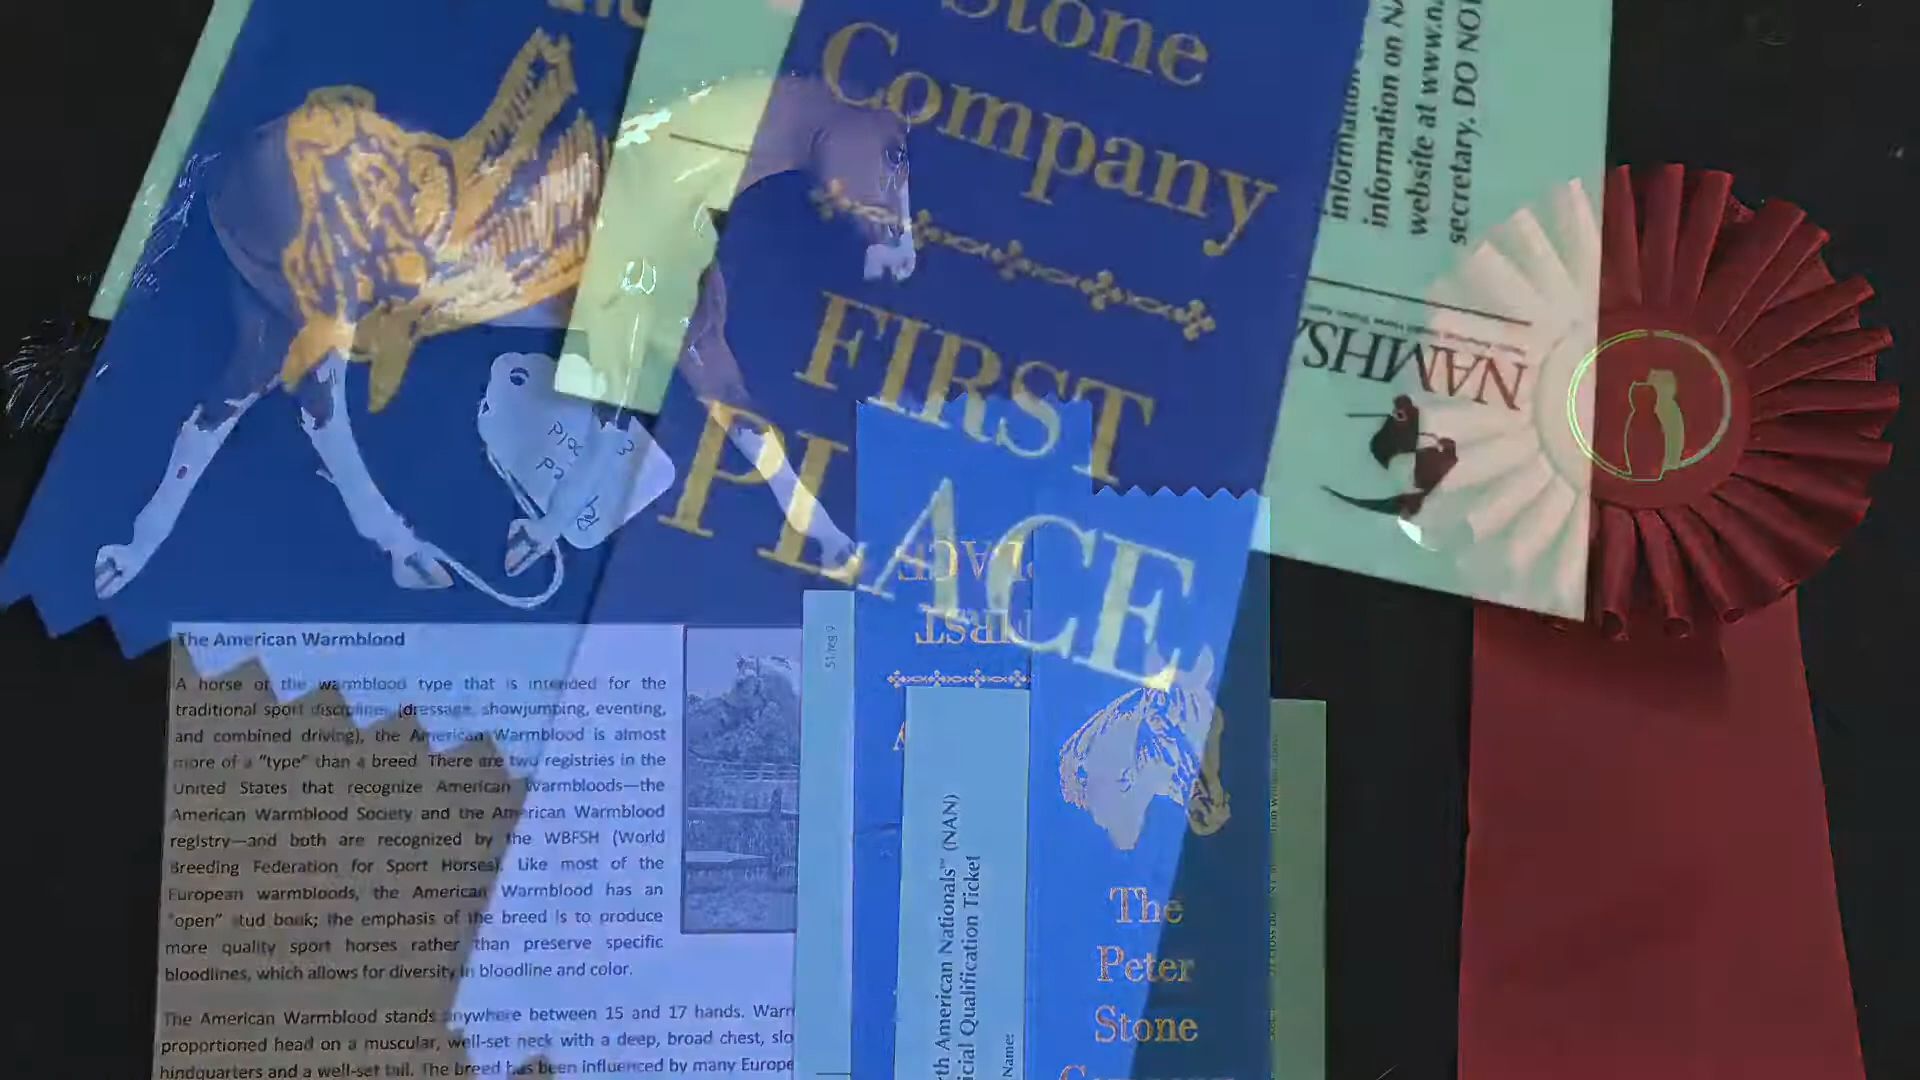 Stone
Company
FIRST
PLACE
information on NA
website at www.n
secretary. DO NOT
NAMHSA
The American Warmblood
A horse of the warmblood type that is intended for the
traditional sport disciplines (dressage, showjumping, eventing,
and combined driving), the American Warmblood is almost
more of a "type" than a breed. There are two registries in the
United States that recognize American Warmbloods—the
American Warmblood Society and the American Warmblood
registry—and both are recognized by the WBFSH (World
Breeding Federation for Sport Horses). Like most of the
European warmbloods, the American Warmblood has an
"open" stud book; the emphasis of the breed is to produce
more quality sport horses rather than preserve specific
bloodlines, which allows for diversity in bloodline and color.
The American Warmblood stands anywhere between 15 and 17 hands. Warm
proportioned head on a muscular, well-set neck with a deep, broad chest, slo
hindquarters and a well-set tail. The breed has been influenced by many Europe
FIRST
PLACE
th American Nationals™ (NAN)
icial Qualification Ticket
Name:
The
Peter
Stone